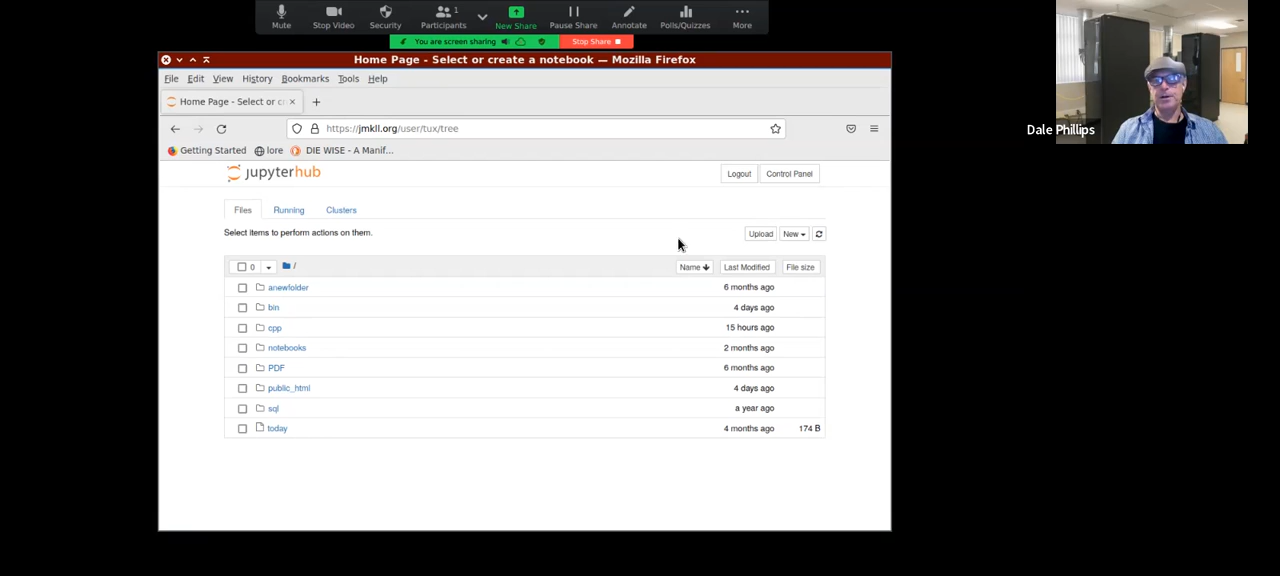 1
Mute Stop Video Security Participants New Share Pause Share Annotate Polls/Quizzes More
You are screen sharing Stop Share
Home Page - Select or create a notebook — Mozilla Firefox
File Edit View History Bookmarks Tools Help
Home Page - Select or c
https://jmkll.org/user/tux/tree
Dale Phillips
Getting Started lore DIE WISE - A Manif...
jupyterhub Logout Control Panel
Files Running Clusters
Select items to perform actions on them. Upload New
0 / Name Last Modified File size
anewfolder 6 months ago
bin 4 days ago
cpp 15 hours ago
notebooks 2 months ago
PDF 6 months ago
public_html 4 days ago
sql a year ago
today 4 months ago 174 B